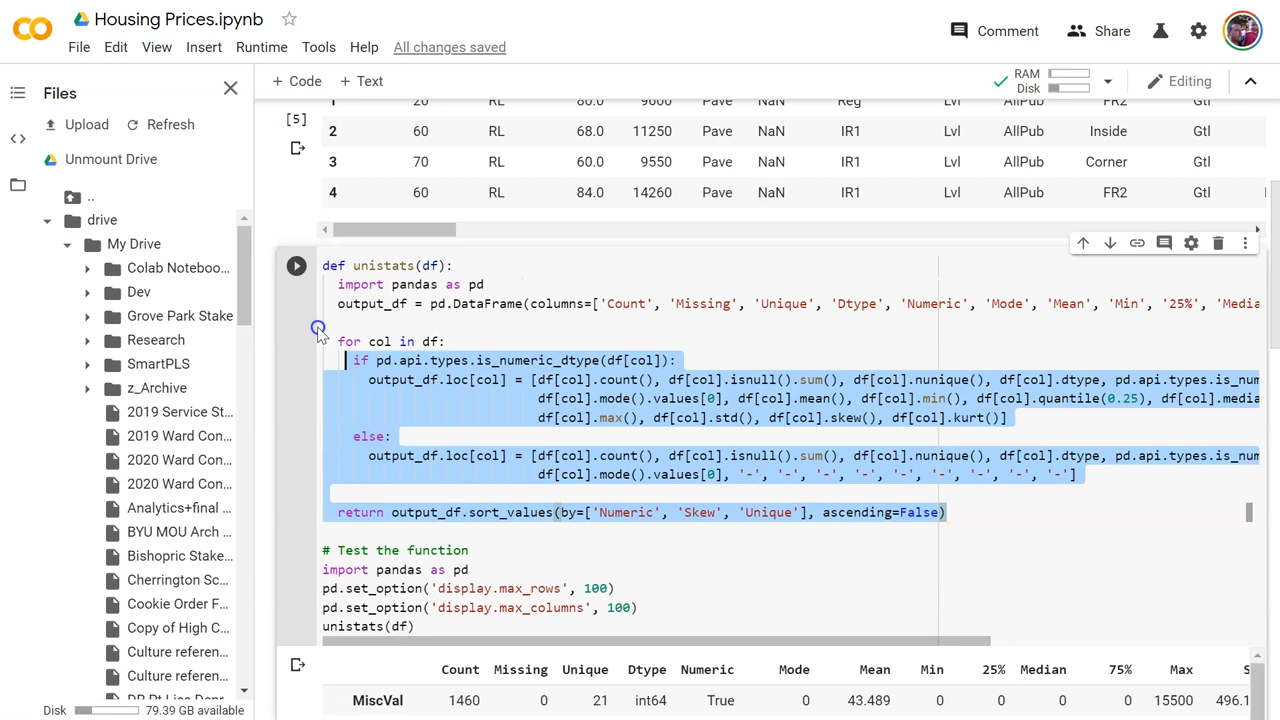 Housing Prices.ipynb
File Edit View Insert Runtime Tools Help All changes saved
Comment Share
Files
+ Code + Text
RAM
Disk
Editing
Upload Refresh
Unmount Drive
..
drive
My Drive
Colab Noteboo...
Dev
Grove Park Stake
Research
SmartPLS
z_Archive
2019 Service St...
2019 Ward Con...
2020 Ward Con...
2020 Ward Con...
Analytics+final ...
BYU MOU Arch ...
Bishopric Stake...
Cherrington Sc...
Cookie Order F...
Copy of High C...
Culture referen...
Culture referen...
Disk 79.39 GB available
[5]
1 20 RL 80.0 9600 Pave NaN Reg Lvl AllPub FR2 Gtl
2 60 RL 68.0 11250 Pave NaN IR1 Lvl AllPub Inside Gtl
3 70 RL 60.0 9550 Pave NaN IR1 Lvl AllPub Corner Gtl
4 60 RL 84.0 14260 Pave NaN IR1 Lvl AllPub FR2 Gtl
def unistats(df):
import pandas as pd
output_df = pd.DataFrame(columns=['Count', 'Missing', 'Unique', 'Dtype', 'Numeric', 'Mode', 'Mean', 'Min', '25%', 'Media
for col in df:
if pd.api.types.is_numeric_dtype(df[col]):
output_df.loc[col] = [df[col].count(), df[col].isnull().sum(), df[col].nunique(), df[col].dtype, pd.api.types.is_num
df[col].mode().values[0], df[col].mean(), df[col].min(), df[col].quantile(0.25), df[col].media
df[col].max(), df[col].std(), df[col].skew(), df[col].kurt()]
else:
output_df.loc[col] = [df[col].count(), df[col].isnull().sum(), df[col].nunique(), df[col].dtype, pd.api.types.is_num
df[col].mode().values[0], '-', '-', '-', '-', '-', '-', '-', '-', '-']
return output_df.sort_values(by=['Numeric', 'Skew', 'Unique'], ascending=False)
# Test the function
import pandas as pd
pd.set_option('display.max_rows', 100)
pd.set_option('display.max_columns', 100)
unistats(df)
Count Missing Unique Dtype Numeric Mode Mean Min 25% Median 75% Max S
MiscVal 1460 0 21 int64 True 0 43.489 0 0 0 0 15500 496.1